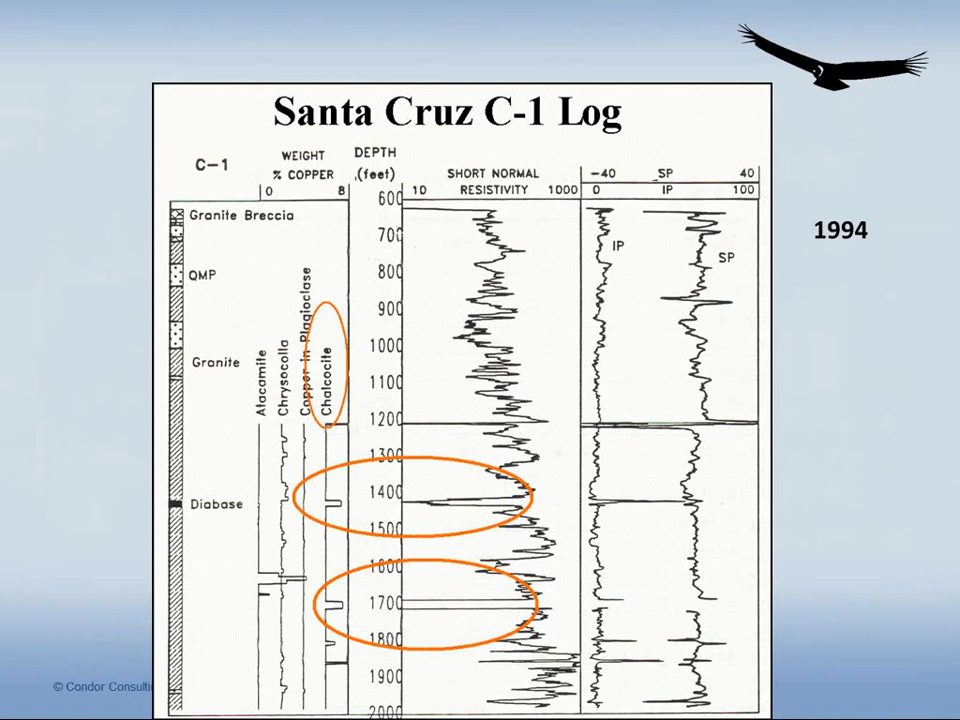 Santa Cruz C-1 Log
1994
C-1
WEIGHT
% COPPER
0 8
DEPTH
(feet)
SHORT NORMAL
RESISTIVITY
10 1000
-40 SP 40
0 IP 100
600
700
800
900
1000
1100
1200
1300
1400
1500
1600
1700
1800
1900
2000
Granite Breccia
QMP
Granite
Diabase
Atacamite
Chrysocolla
Copper in Plagioclase
Chalcocite
IP
SP
© Condor